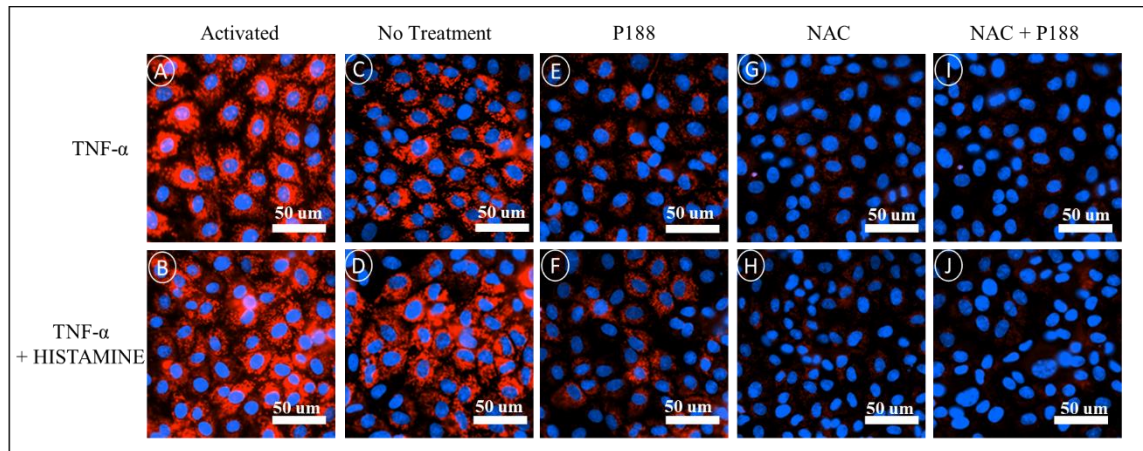 Activated No Treatment P188 NAC NAC + P188
TNF-α
A C E G I
50 um 50 um 50 um 50 um 50 um
TNF-α
+ HISTAMINE
B D F H J
50 um 50 um 50 um 50 um 50 um